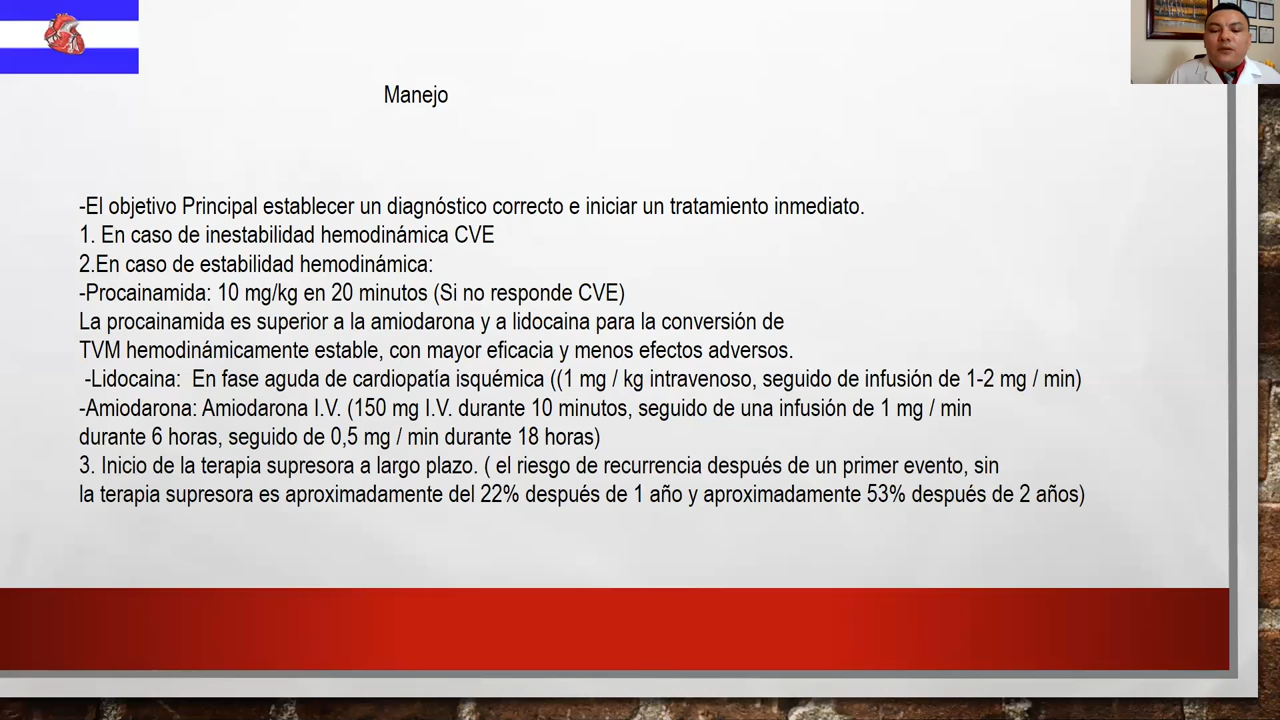 Manejo
-El objetivo Principal establecer un diagnóstico correcto e iniciar un tratamiento inmediato.
1. En caso de inestabilidad hemodinámica CVE
2.En caso de estabilidad hemodinámica:
-Procainamida: 10 mg/kg en 20 minutos (Si no responde CVE)
La procainamida es superior a la amiodarona y a lidocaina para la conversión de
TVM hemodinámicamente estable, con mayor eficacia y menos efectos adversos.
-Lidocaina: En fase aguda de cardiopatía isquémica ((1 mg / kg intravenoso, seguido de infusión de 1-2 mg / min)
-Amiodarona: Amiodarona I.V. (150 mg I.V. durante 10 minutos, seguido de una infusión de 1 mg / min
durante 6 horas, seguido de 0,5 mg / min durante 18 horas)
3. Inicio de la terapia supresora a largo plazo. ( el riesgo de recurrencia después de un primer evento, sin
la terapia supresora es aproximadamente del 22% después de 1 año y aproximadamente 53% después de 2 años)